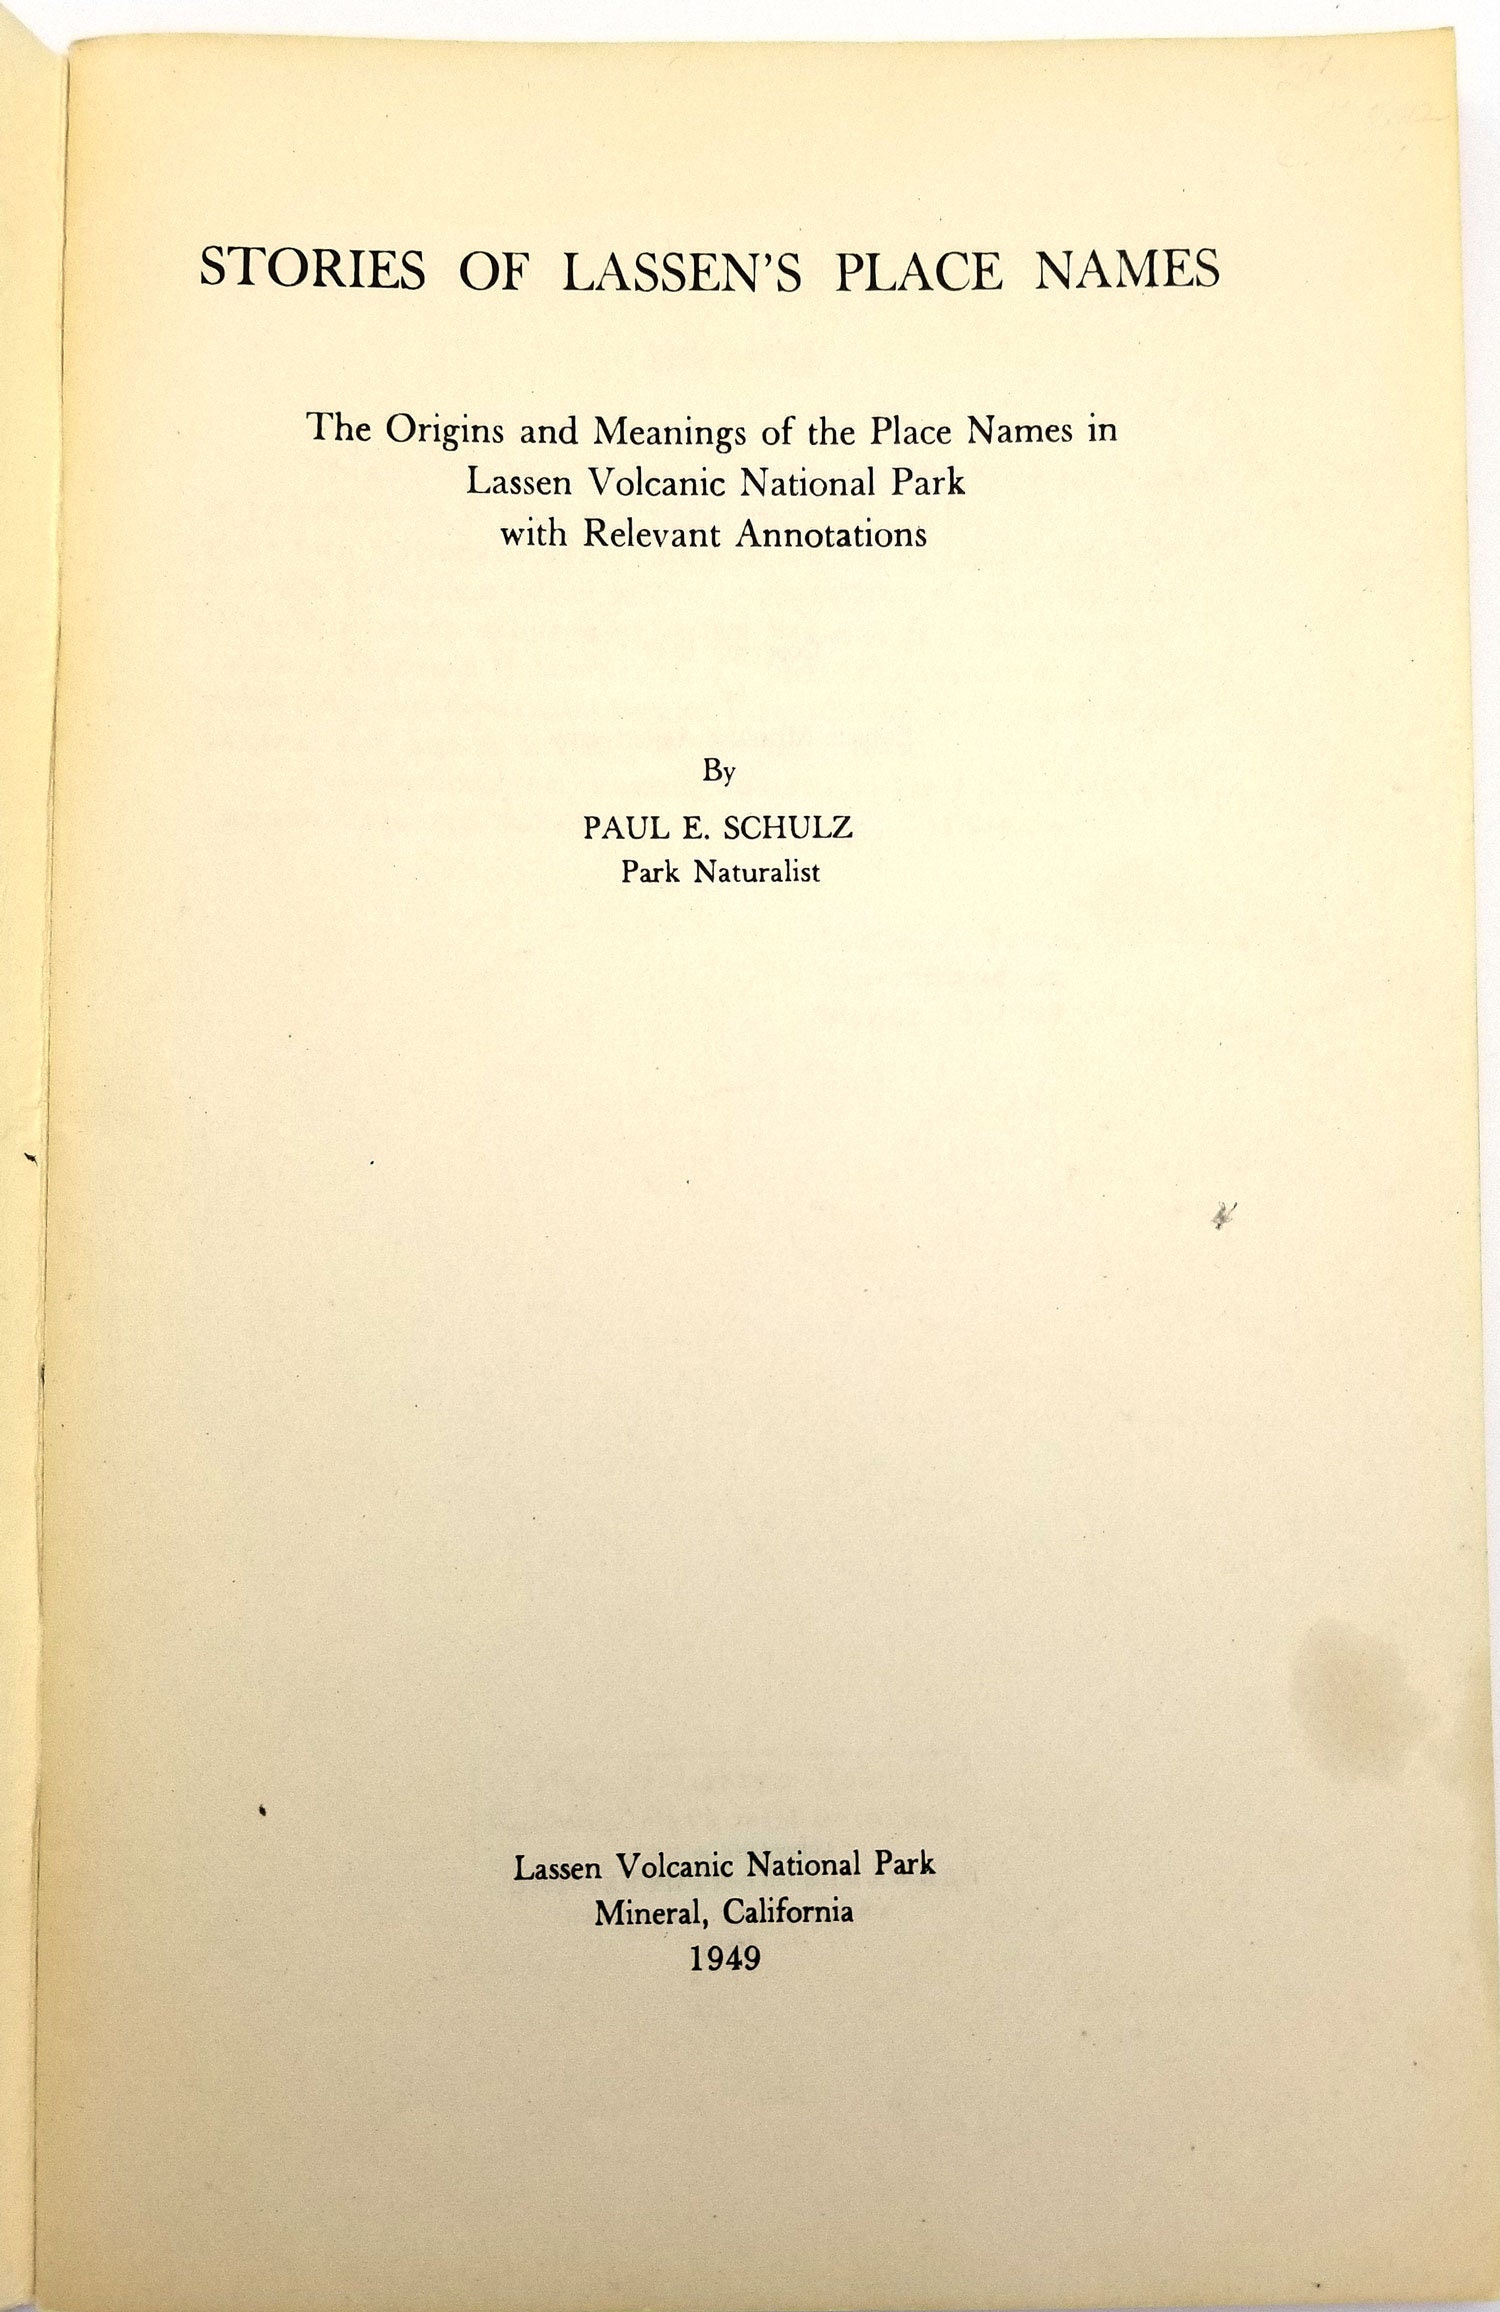 STORIES OF LASSEN'S PLACE NAMES
The Origins and Meanings of the Place Names in
Lassen Volcanic National Park
with Relevant Annotations
By
PAUL E. SCHULZ
Park Naturalist
Lassen Volcanic National Park
Mineral, California
1949